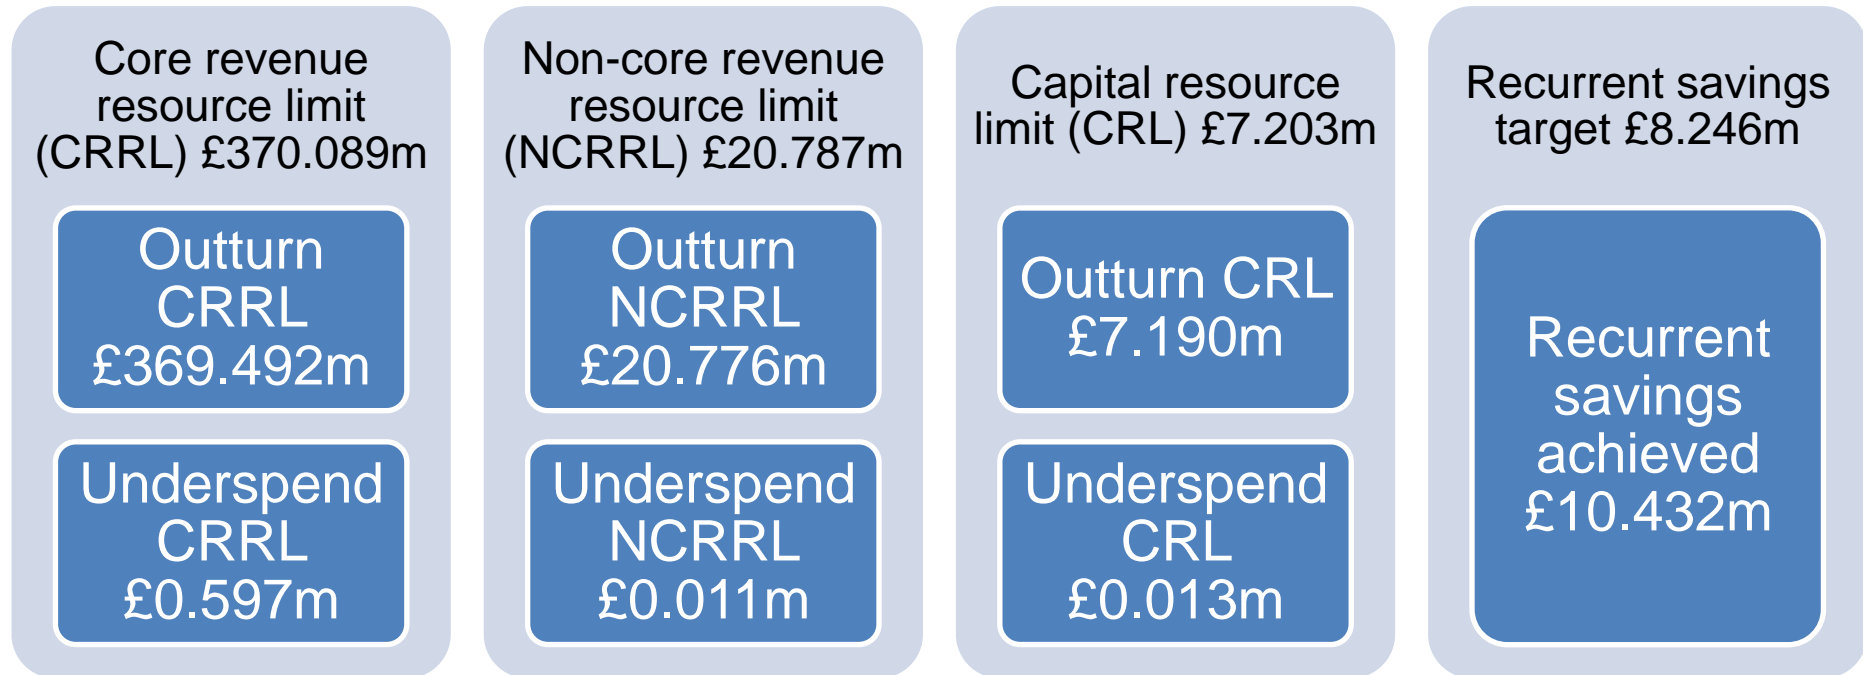 Core revenue
resource limit
(CRRL) £370.089m
Outturn
CRRL
£369.492m
Underspend
CRRL
£0.597m
Non-core revenue
resource limit
(NCRRL) £20.787m
Outturn
NCRRL
£20.776m
Underspend
NCRRL
£0.011m
Capital resource
limit (CRL) £7.203m
Outturn CRL
£7.190m
Underspend
CRL
£0.013m
Recurrent savings
target £8.246m
Recurrent
savings
achieved
£10.432m